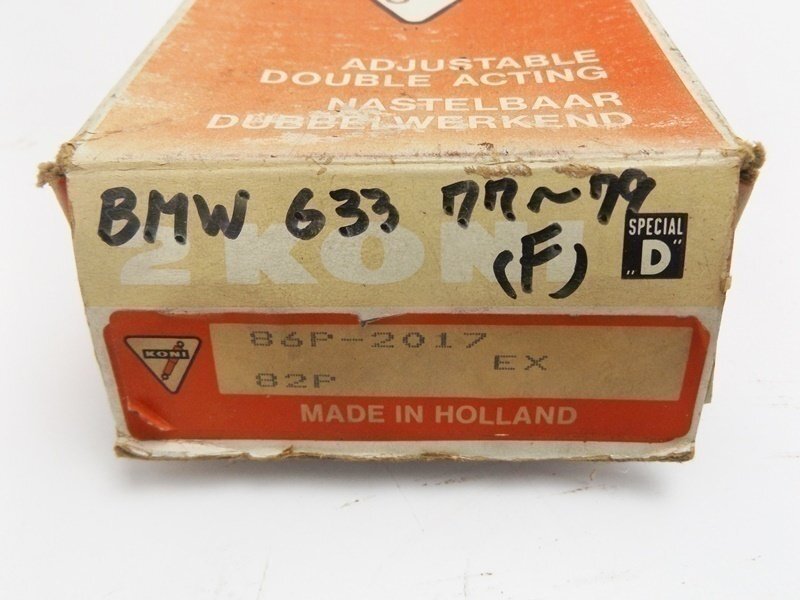 ADJUSTABLE
DOUBLE ACTING
NASTELBAAR
DUBBELWERKEND
BMW 633 77~79
(F)
SPECIAL
„D"
2 KONI
KONI
86P-2017
EX
82P
MADE IN HOLLAND